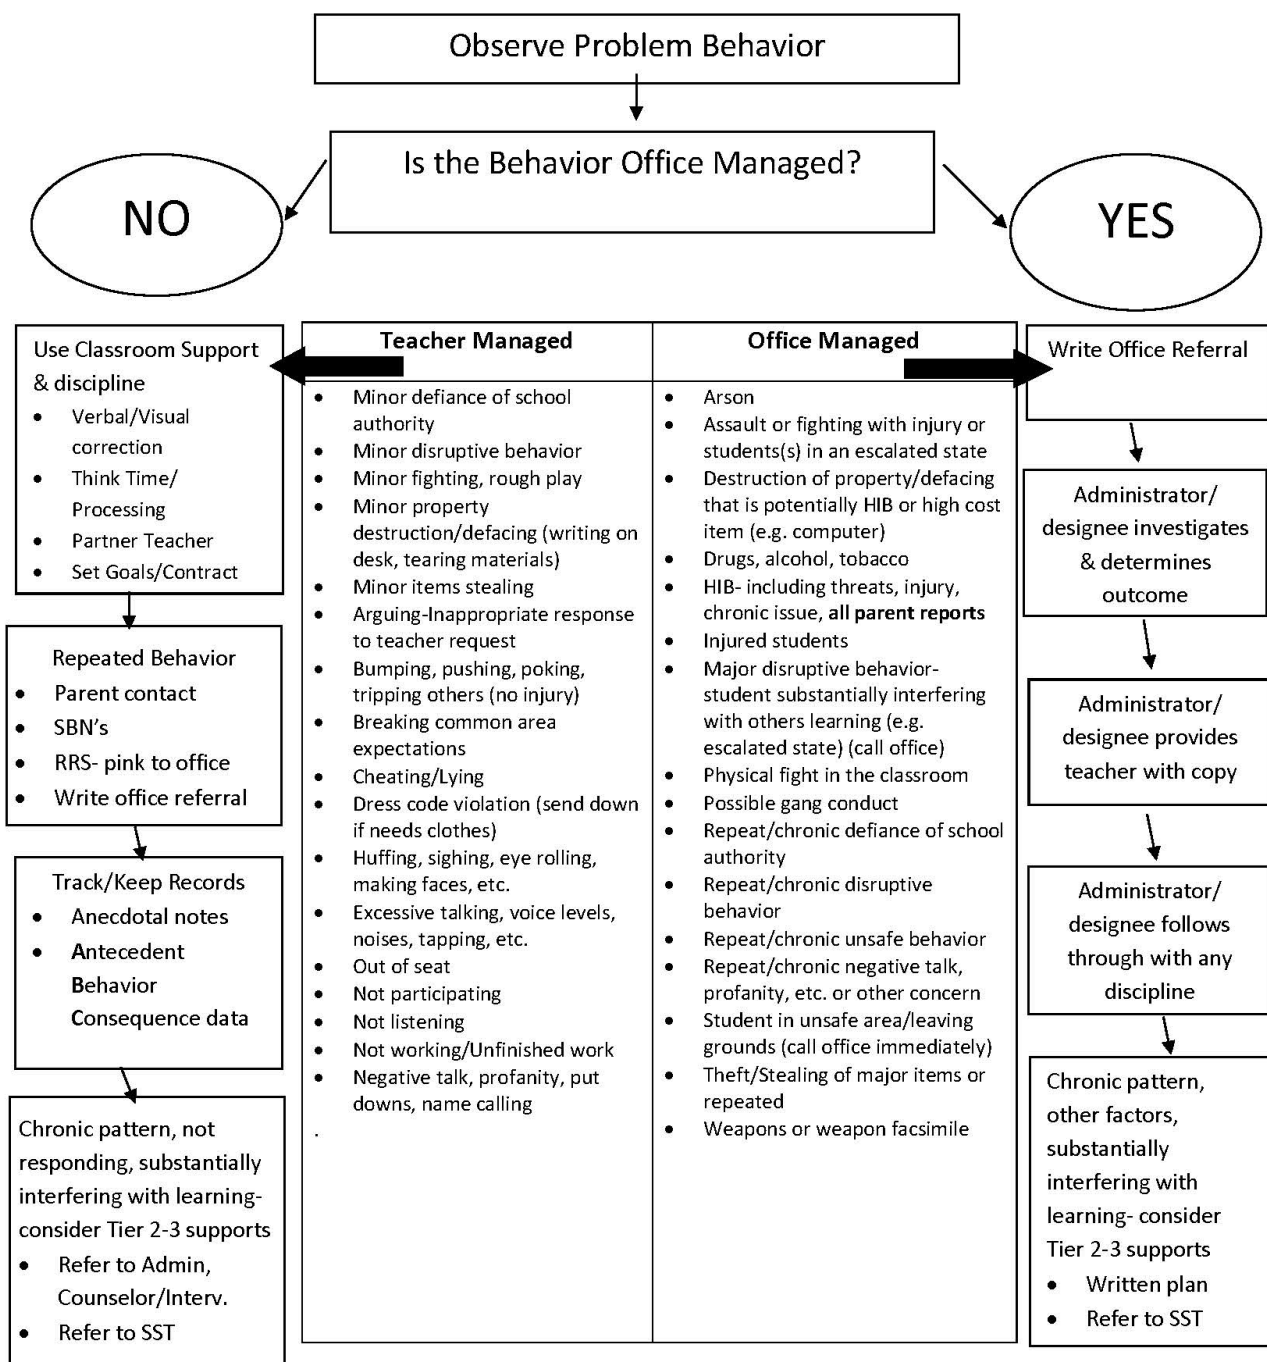 Observe Problem Behavior
Is the Behavior Office Managed?
NO
YES
Use Classroom Support
& discipline
• Verbal/Visual
correction
• Think Time/
Processing
• Partner Teacher
• Set Goals/Contract
Repeated Behavior
• Parent contact
• SBN's
• RRS- pink to office
• Write office referral
Track/Keep Records
• Anecdotal notes
• Antecedent
Behavior
Consequence data
Chronic pattern, not
responding, substantially
interfering with learning-
consider Tier 2-3 supports
• Refer to Admin,
Counselor/Interv.
• Refer to SST
Teacher Managed
• Minor defiance of school
authority
• Minor disruptive behavior
• Minor fighting, rough play
• Minor property
destruction/defacing (writing on
desk, tearing materials)
• Minor items stealing
• Arguing-Inappropriate response
to teacher request
• Bumping, pushing, poking,
tripping others (no injury)
• Breaking common area
expectations
• Cheating/Lying
• Dress code violation (send down
if needs clothes)
• Huffing, sighing, eye rolling,
making faces, etc.
• Excessive talking, voice levels,
noises, tapping, etc.
• Out of seat
• Not participating
• Not listening
• Not working/Unfinished work
• Negative talk, profanity, put
downs, name calling
.
Office Managed
• Arson
• Assault or fighting with injury or
students(s) in an escalated state
• Destruction of property/defacing
that is potentially HIB or high cost
item (e.g. computer)
• Drugs, alcohol, tobacco
• HIB- including threats, injury,
chronic issue, all parent reports
• Injured students
• Major disruptive behavior-
student substantially interfering
with others learning (e.g.
escalated state) (call office)
• Physical fight in the classroom
• Possible gang conduct
• Repeat/chronic defiance of school
authority
• Repeat/chronic disruptive
behavior
• Repeat/chronic unsafe behavior
• Repeat/chronic negative talk,
profanity, etc. or other concern
• Student in unsafe area/leaving
grounds (call office immediately)
• Theft/Stealing of major items or
repeated
• Weapons or weapon facsimile
Write Office Referral
Administrator/
designee investigates
& determines
outcome
Administrator/
designee provides
teacher with copy
Administrator/
designee follows
through with any
discipline
Chronic pattern,
other factors,
substantially
interfering with
learning- consider
Tier 2-3 supports
• Written plan
• Refer to SST